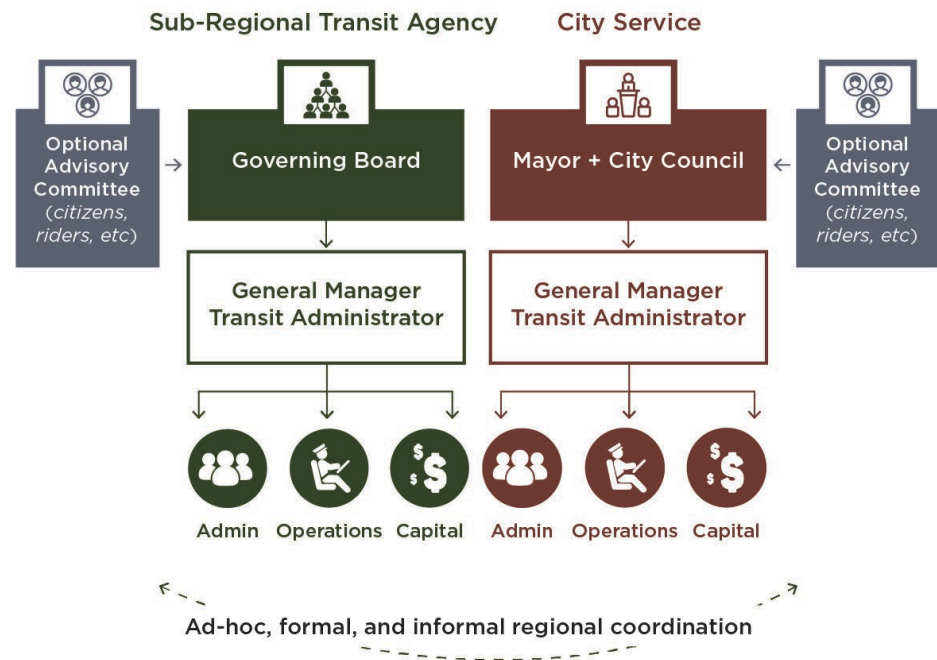 Sub-Regional Transit Agency
City Service
Optional
Advisory
Committee
(citizens,
riders, etc)
Governing Board
Mayor + City Council
Optional
Advisory
Committee
(citizens,
riders, etc)
General Manager
Transit Administrator
General Manager
Transit Administrator
$ $ $
$ $ $
Admin
Operations
Capital
Admin
Operations
Capital
Ad-hoc, formal, and informal regional coordination